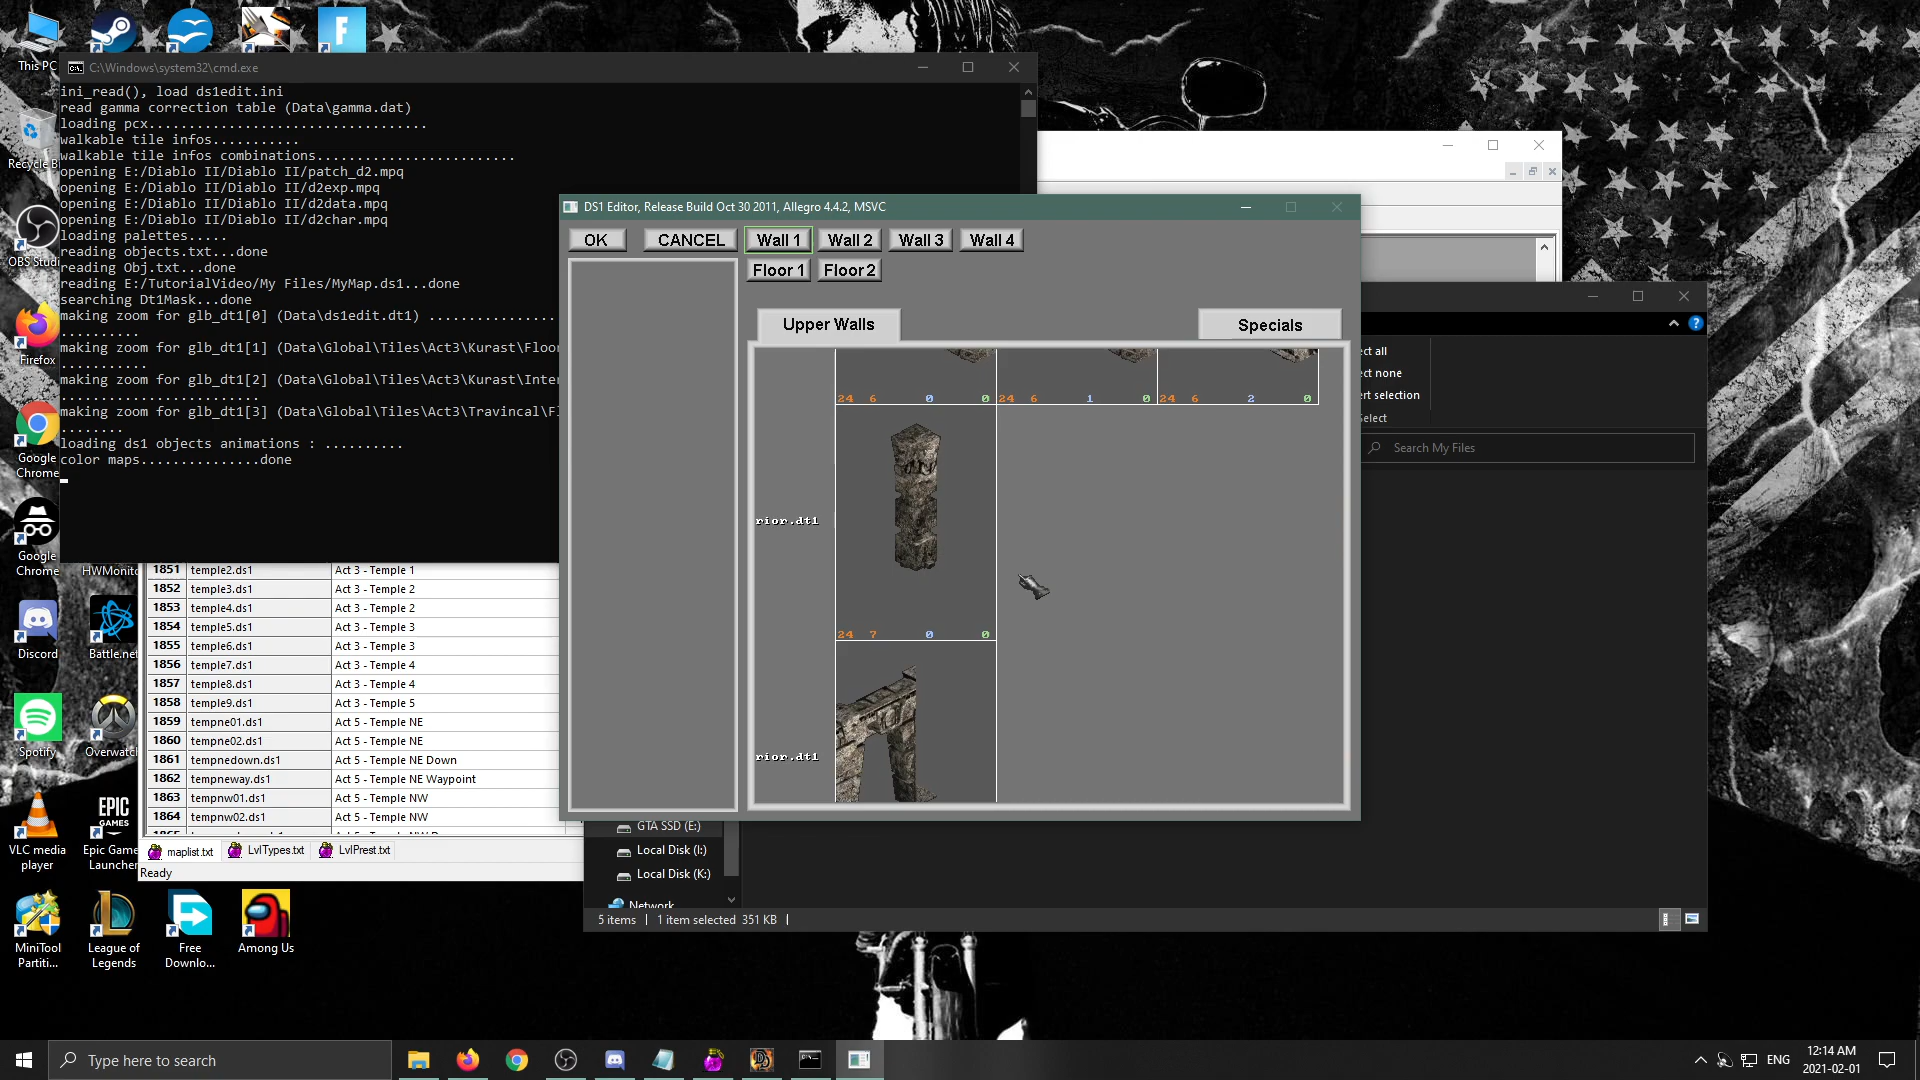 This PC
Recycle B
OBS Studi
Firefox
Google
Chrome
Google
Chrome
HWMonito
Discord
Battle.net
Spotify
Overwatc
VLC media
player
Epic Game
Launcher
EPIC
GAMES
MiniTool
Partiti...
League of
Legends
Free
Downlo...
Among Us
C:\Windows\system32\cmd.exe
ini_read(), load ds1edit.ini
read gamma correction table (Data\gamma.dat)
loading pcx..................................
walkable tile infos...........
walkable tile infos combinations.........................
opening E:/Diablo II/Diablo II/patch_d2.mpq
opening E:/Diablo II/Diablo II/d2exp.mpq
opening E:/Diablo II/Diablo II/d2data.mpq
opening E:/Diablo II/Diablo II/d2char.mpq
loading palettes.....
reading objects.txt...done
reading Obj.txt...done
reading E:/TutorialVideo/My Files/MyMap.ds1...done
searching Dt1Mask...done
making zoom for glb_dt1[0] (Data\ds1edit.dt1) ................
..........
making zoom for glb_dt1[1] (Data\Global\Tiles\Act3\Kurast\Floor
...........
making zoom for glb_dt1[2] (Data\Global\Tiles\Act3\Kurast\Inter
.........................
making zoom for glb_dt1[3] (Data\Global\Tiles\Act3\Travincal\Fl
........
loading ds1 objects animations : ..........
color maps...............done
1851 temple2.ds1 Act 3 - Temple 1
1852 temple3.ds1 Act 3 - Temple 2
1853 temple4.ds1 Act 3 - Temple 2
1854 temple5.ds1 Act 3 - Temple 3
1855 temple6.ds1 Act 3 - Temple 3
1856 temple7.ds1 Act 3 - Temple 4
1857 temple8.ds1 Act 3 - Temple 4
1858 temple9.ds1 Act 3 - Temple 5
1859 tempne01.ds1 Act 5 - Temple NE
1860 tempne02.ds1 Act 5 - Temple NE
1861 tempnedown.ds1 Act 5 - Temple NE Down
1862 tempneway.ds1 Act 5 - Temple NE Waypoint
1863 tempnw01.ds1 Act 5 - Temple NW
1864 tempnw02.ds1 Act 5 - Temple NW
maplist.txt LvlTypes.txt LvlPrest.txt
Ready
DS1 Editor, Release Build Oct 30 2011, Allegro 4.4.2, MSVC
OK CANCEL Wall 1 Wall 2 Wall 3 Wall 4
Floor 1 Floor 2
Upper Walls Specials
24 6 0 0 24 6 1 0 24 6 2 0
rior.dt1
24 7 0 0
rior.dt1
ect all
ect none
ert selection
Select
Search My Files
GTA SSD (E:)
Local Disk (I:)
Local Disk (K:)
Network
5 items 1 item selected 351 KB
Type here to search
ENG
12:14 AM
2021-02-01